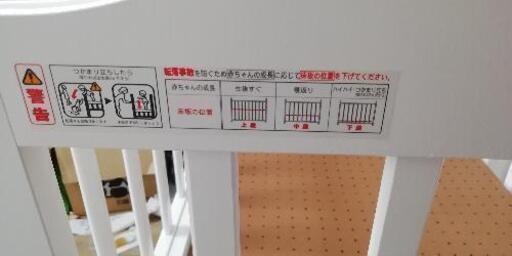 警告
つかまり立ちしたら
転落事故を防ぐため赤ちゃんの成長に応じて床板の位置を下げてください。
赤ちゃんの成長 生後すぐ 寝返り ハイハイ・つかまり立ち
床板の位置 上段 中段 下段